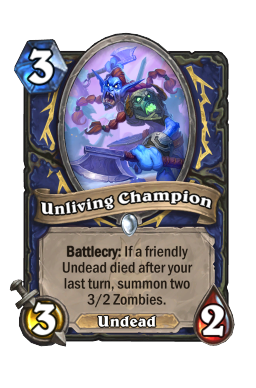 3
Unliving Champion
Battlecry: If a friendly
Undead died after your
last turn, summon two
3/2 Zombies.
3
Undead
2